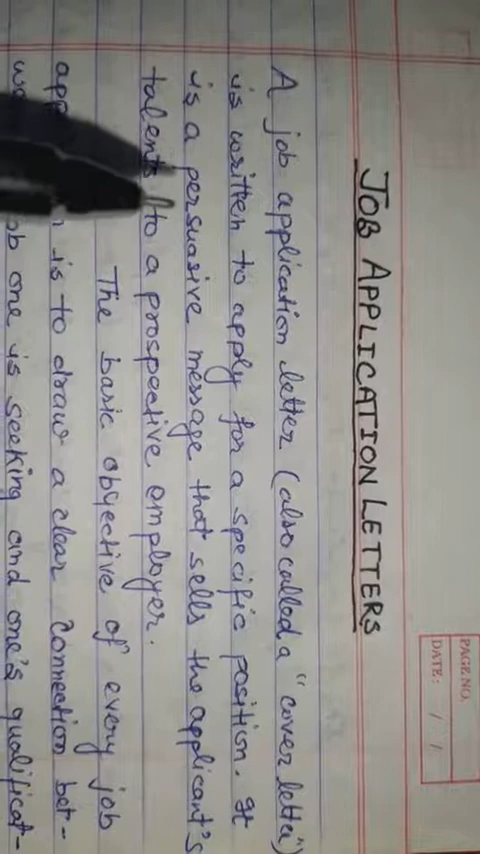 PAGE NO.
DATE: / /
JOB APPLICATION LETTERS
A job application letter (also called a "cover letter")
is written to apply for a specific position. It
is a persuasive message that sells the applicant's
talents to a prospective employer.
The basic objective of every job
is to draw a clear connection bet-
one is seeking and one's qualificat-